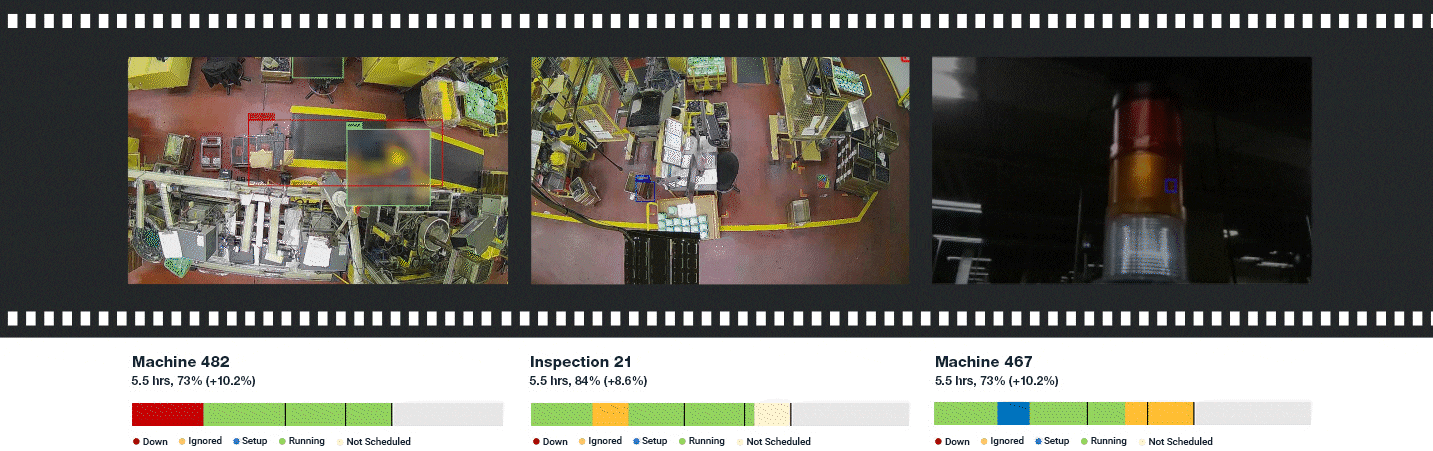 Machine 482
5.5 hrs, 73% (+10.2%)
Down Ignored Setup Running Not Scheduled
Inspection 21
5.5 hrs, 84% (+8.6%)
Down Ignored Setup Running Not Scheduled
Machine 467
5.5 hrs, 73% (+10.2%)
Down Ignored Setup Running Not Scheduled